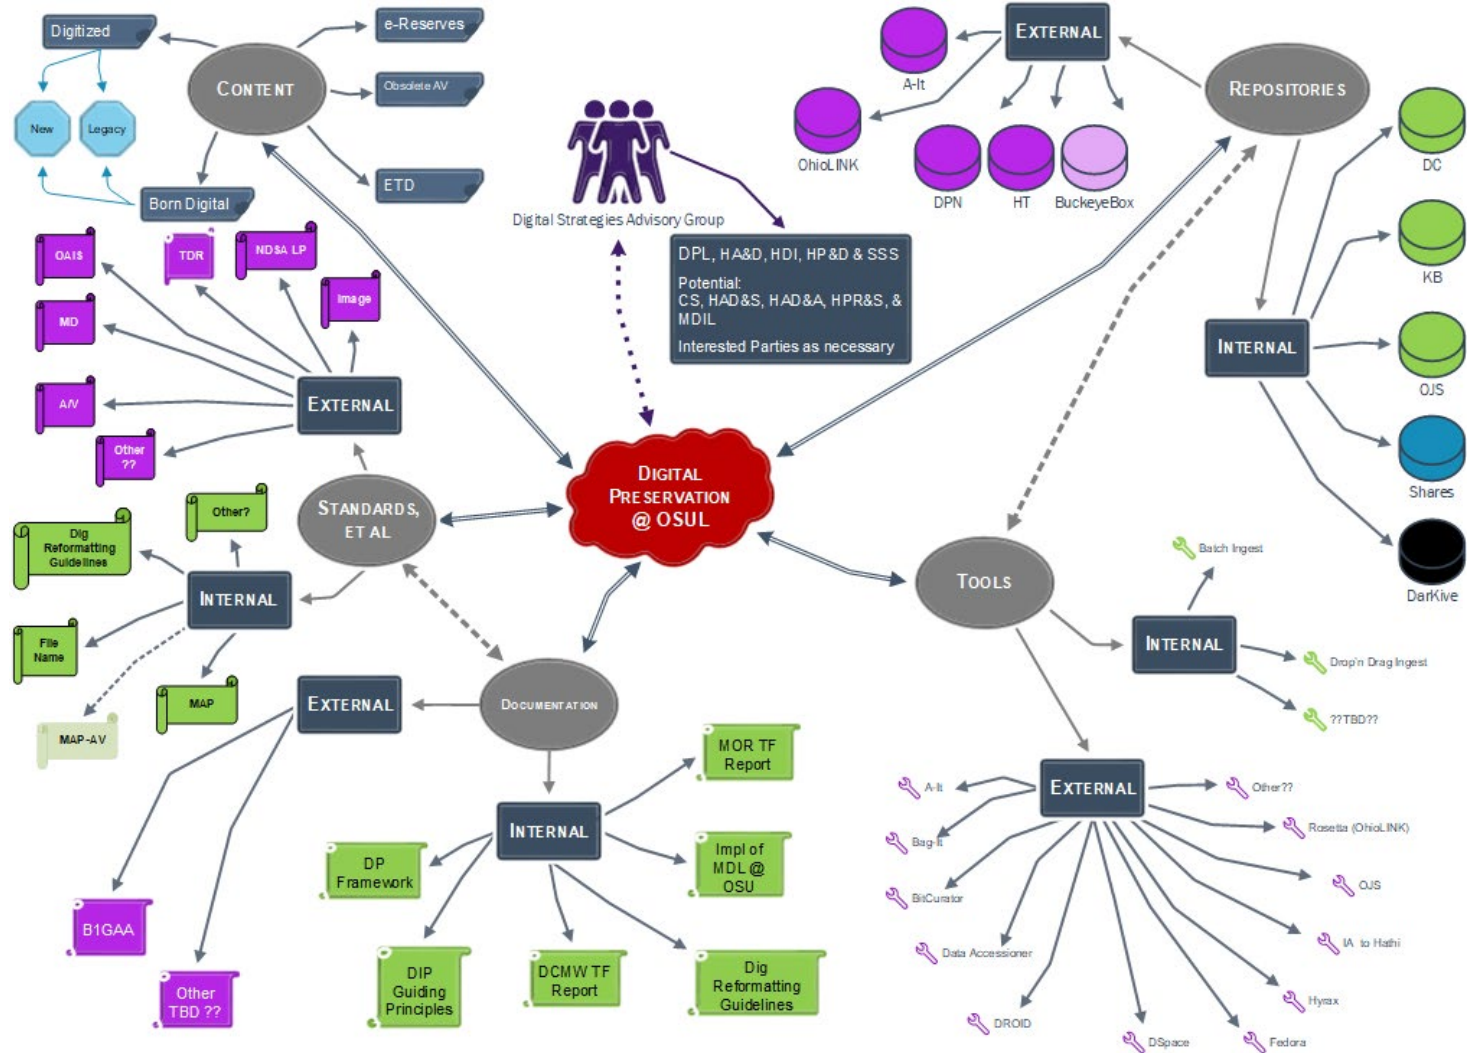 Digitized
e-Reserves
CONTENT
Obsolete AV
New
Legacy
ETD
Born Digital
EXTERNAL
A-It
OhioLINK
DPN
HT
BuckeyeBox
REPOSITORIES
DC
KB
INTERNAL
OJS
Shares
DarKive
Digital Strategies Advisory Group
DPL, HA&D, HDI, HP&D & SSS
Potential:
CS, HAD&S, HAD&A, HPR&S, &
MDIL
Interested Parties as necessary
OAIS
TDR
NDSA LP
Image
MD
A/V
Other
??
EXTERNAL
STANDARDS,
ET AL
DIGITAL
PRESERVATION
@ OSUL
Other?
Dig
Reformatting
Guidelines
INTERNAL
File
Name
MAP
MAP-AV
TOOLS
Batch Ingest
INTERNAL
Drop'n Drag Ingest
??TBD??
EXTERNAL
DOCUMENTATION
B1GAA
Other
TBD ??
INTERNAL
MOR TF
Report
DP
Framework
Impl of
MDL @
OSU
DIP
Guiding
Principles
DCMW TF
Report
Dig
Reformatting
Guidelines
EXTERNAL
A-It
Other??
Bag-It
Rosetta (OhioLINK)
BitCurator
OJS
Data Accessioner
IA to Hathi
DROID
Hyrax
DSpace
Fedora